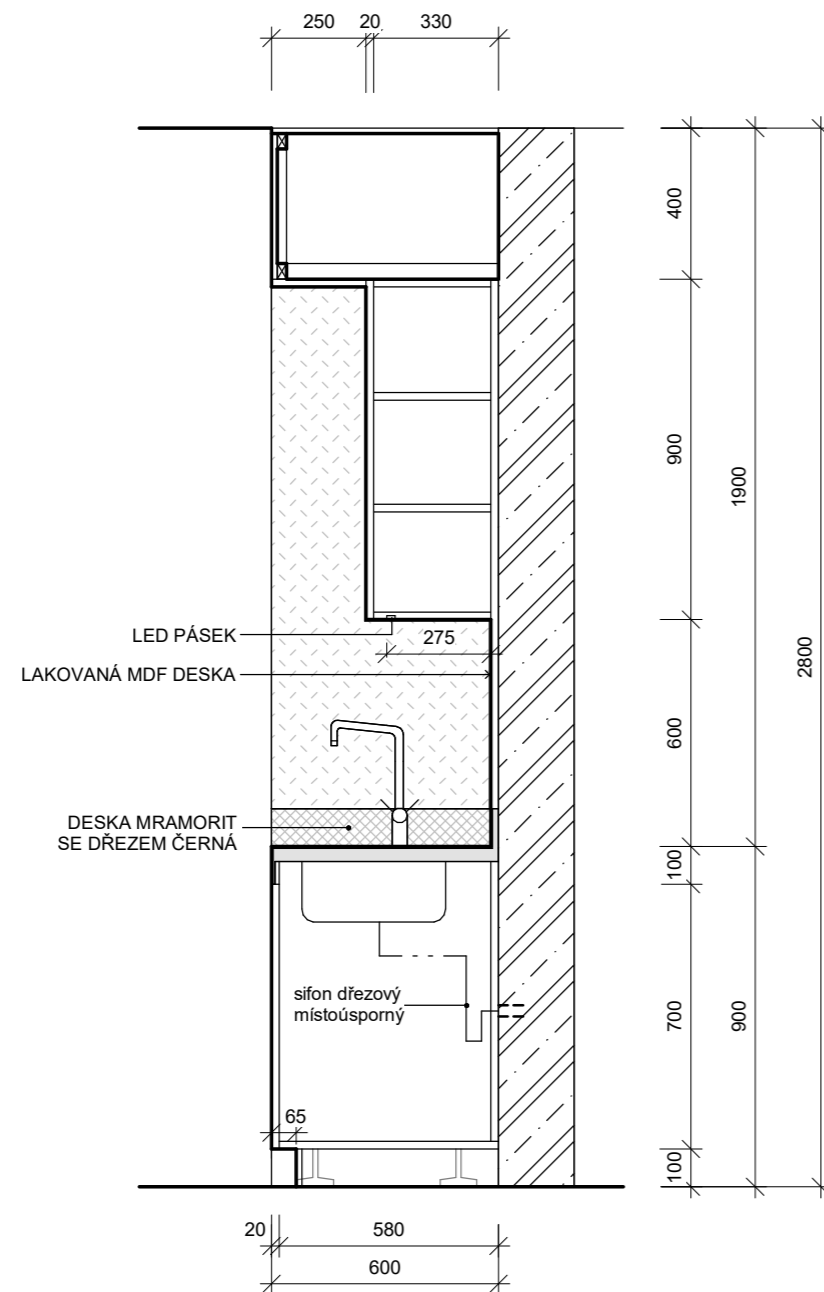 250 20 330
400
900
1900
2800
LED PÁSEK
275
LAKOVANÁ MDF DESKA
600
DESKA MRAMORIT
SE DŘEZEM ČERNÁ
100
sifon dřezový
místoúsporný
700
900
65
100
20 580
600